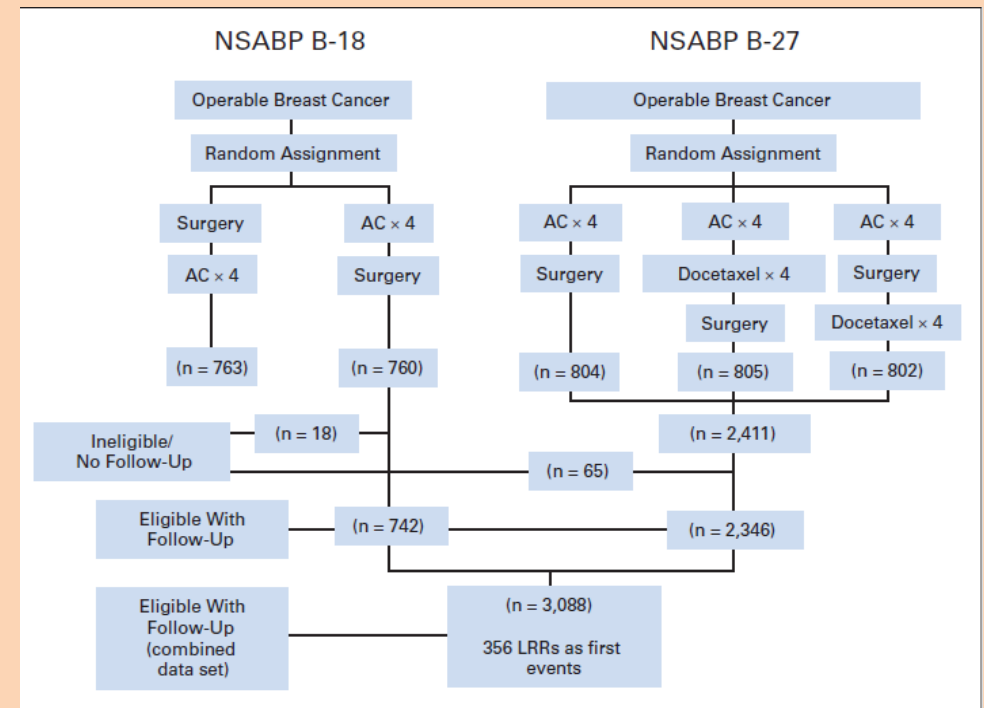 NSABP B-18
NSABP B-27
Operable Breast Cancer
Operable Breast Cancer
Random Assignment
Random Assignment
Surgery
AC × 4
AC × 4
AC × 4
AC × 4
AC × 4
Surgery
Surgery
Docetaxel × 4
Surgery
Surgery
Docetaxel × 4
(n = 763)
(n = 760)
(n = 804)
(n = 805)
(n = 802)
Ineligible/
No Follow-Up
(n = 18)
(n = 2,411)
(n = 65)
Eligible With
Follow-Up
(n = 742)
(n = 2,346)
Eligible With
Follow-Up
(combined
data set)
(n = 3,088)
356 LRRs as first
events